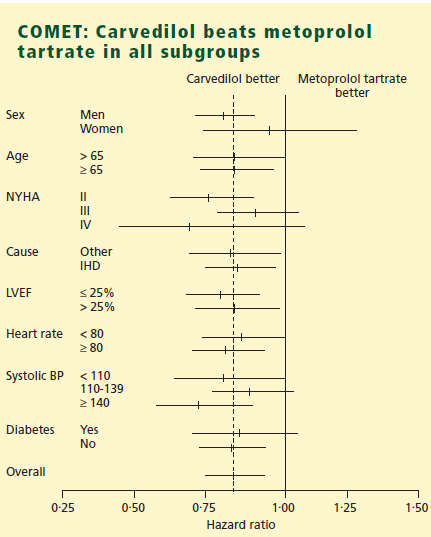 COMET: Carvedilol beats metoprolol
tartrate in all subgroups
Carvedilol better Metoprolol tartrate
better
Sex Men
Women
Age > 65
≥ 65
NYHA II
III
IV
Cause Other
IHD
LVEF ≤ 25%
> 25%
Heart rate < 80
≥ 80
Systolic BP < 110
110-139
≥ 140
Diabetes Yes
No
Overall
0·25 0·50 0·75 1·00 1·25 1·50
Hazard ratio